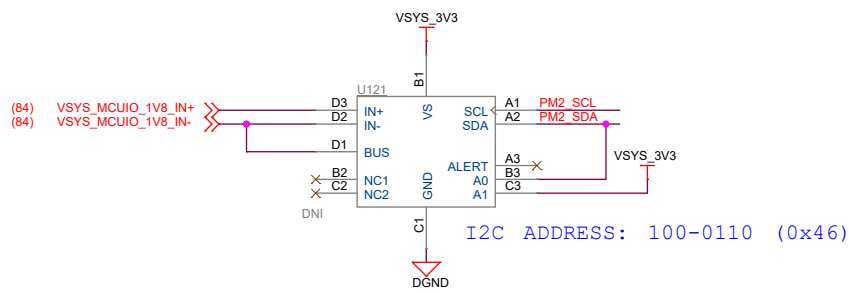 VSYS_3V3
U121
B1
VS
(84) VSYS_MCUIO_1V8_IN+
(84) VSYS_MCUIO_1V8_IN-
D3 IN+
D2 IN-
D1 BUS
B2 NC1
C2 NC2
SCL A1 PM2_SCL
SDA A2 PM2_SDA
ALERT A3
A0 B3
A1 C3
VSYS_3V3
GND
C1
DNI
I2C ADDRESS: 100-0110 (0x46)
DGND